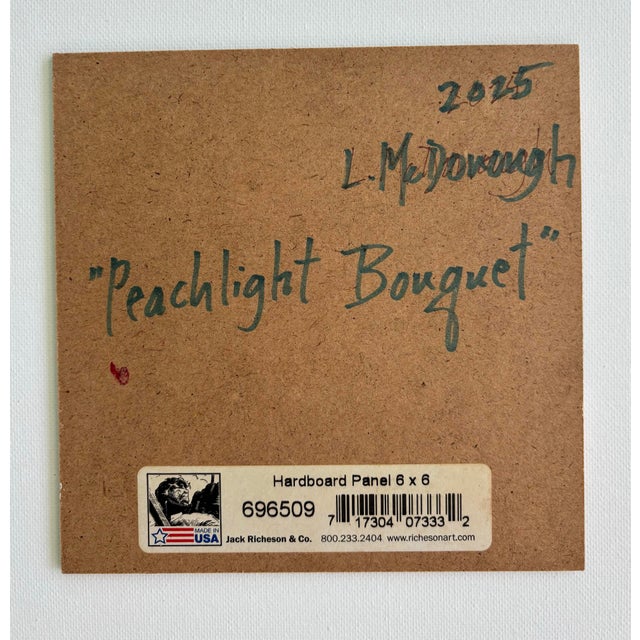 2025
L. McDonough
"Peachlight Bouquet"
Hardboard Panel 6 x 6
696509
7 17304 07333 2
MADE IN USA
Jack Richeson & Co. 800.233.2404 www.richesonart.com